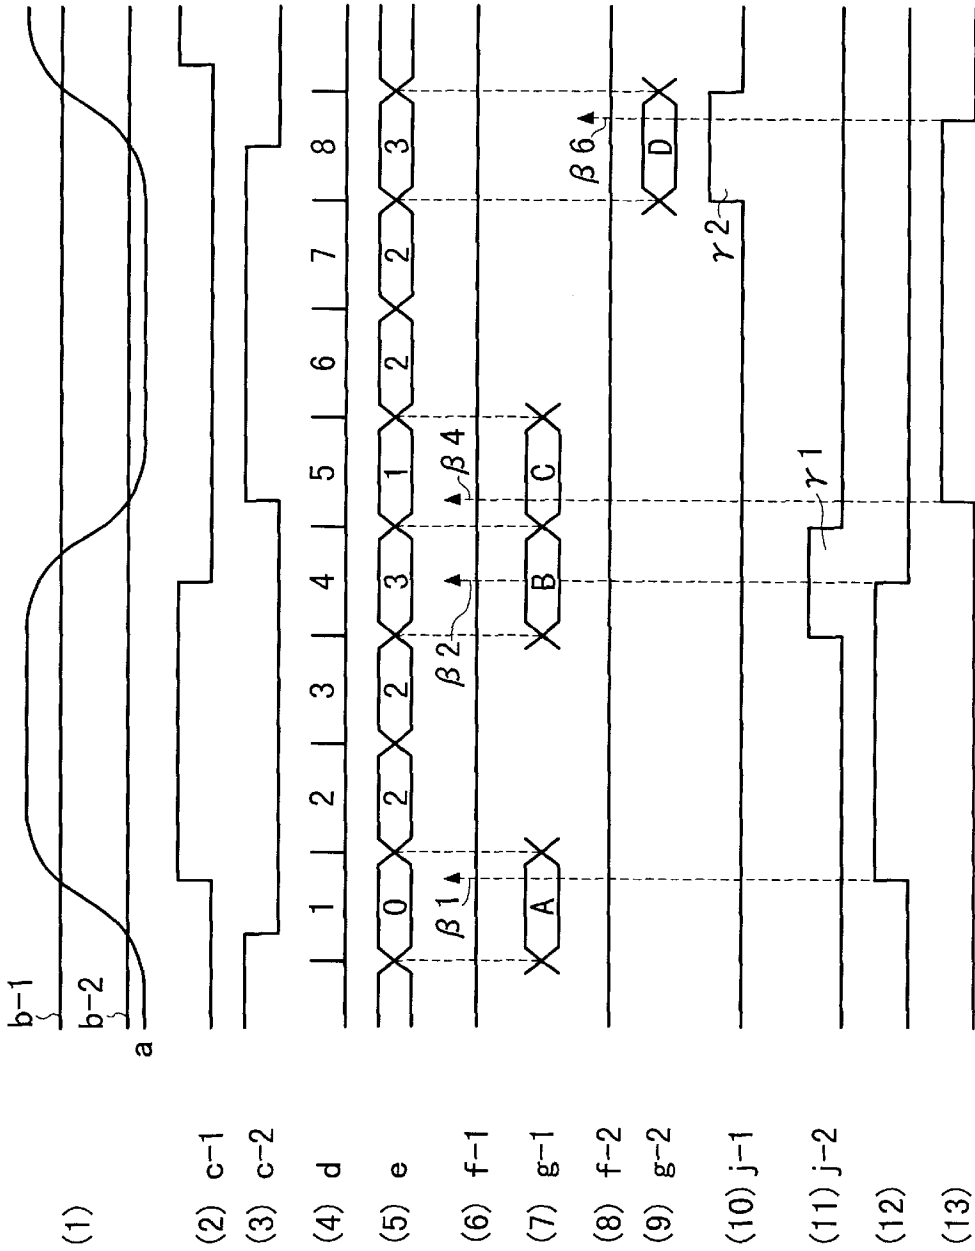 (1) b-1
b-2
a
(2) c-1
(3) c-2
(4) d 1 2 3 4 5 6 7 8
(5) e 0 2 2 3 1 2 2 3
(6) f-1 β1 β2 β4
(7) g-1 A B C
(8) f-2 β6
(9) g-2 D
(10) j-1 γ2
(11) j-2 γ1
(12)
(13)